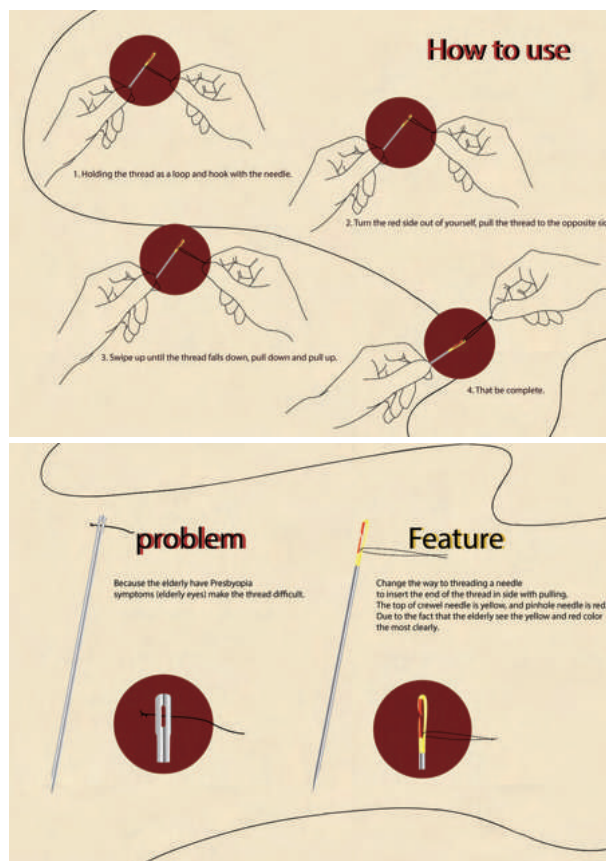 How to use
1. Holding the thread as a loop and hook with the needle.
2. Turn the red side out of yourself, pull the thread to the opposite
3. Swipe up until the thread falls down, pull down and pull up.
4. That be complete.
problem
Because the elderly have Presbyopia
symptoms (elderly eyes) make the thread difficult.
Feature
Change the way to threading a needle
to insert the end of the thread in side with pulling.
The top of crewel needle is yellow, and pinhole needle is red
Due to the fact that the elderly see the yellow and red color
the most clearly.